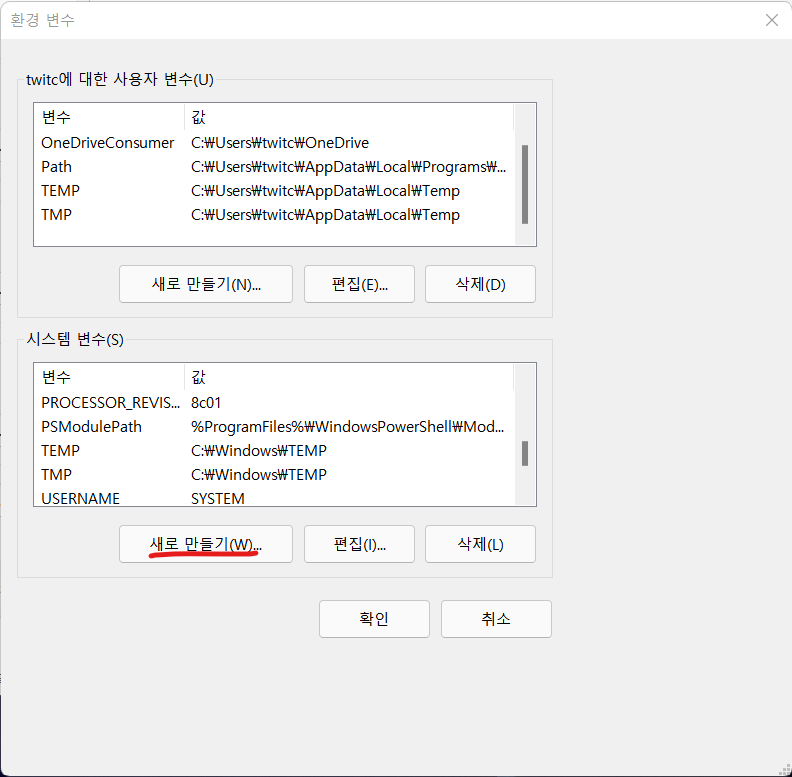 환경 변수
twitc에 대한 사용자 변수(U)
변수 값
OneDriveConsumer C:₩Users₩twitc₩OneDrive
Path C:₩Users₩twitc₩AppData₩Local₩Programs₩...
TEMP C:₩Users₩twitc₩AppData₩Local₩Temp
TMP C:₩Users₩twitc₩AppData₩Local₩Temp
새로 만들기(N)... 편집(E)... 삭제(D)
시스템 변수(S)
변수 값
PROCESSOR_REVIS... 8c01
PSModulePath %ProgramFiles%₩WindowsPowerShell₩Mod...
TEMP C:₩Windows₩TEMP
TMP C:₩Windows₩TEMP
USERNAME SYSTEM
새로 만들기(W)... 편집(I)... 삭제(L)
확인 취소